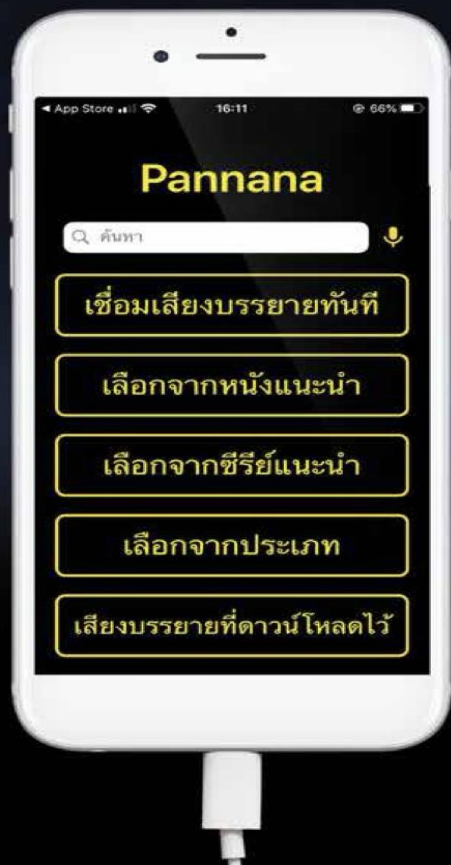 ◄ App Store 16:11 66%
Pannana
ค้นหา
เชื่อมเสียงบรรยายทันที
เลือกจากหนังแนะนำ
เลือกจากซีรีย์แนะนำ
เลือกจากประเภท
เสียงบรรยายที่ดาวน์โหลดไว้